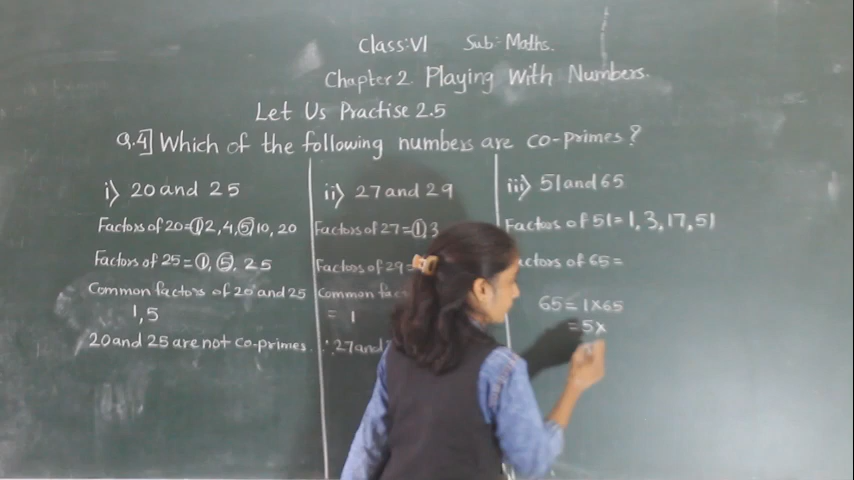 Class:VI Sub:Maths.
Chapter 2 Playing With Numbers.
Let Us Practise 2.5
Q.4] Which of the following numbers are co-primes?
i) 20 and 25
Factors of 20=1,2,4,5,10,20
Factors of 25=1,5,25
Common factors of 20 and 25
1,5
20 and 25 are not co-primes.
ii) 27 and 29
Factors of 27=1,3
Factors of 29=
Common
= 1
∴27 and
iii) 51 and 65
Factors of 51=1,3,17,51
of 65=
65=1×65
=5×